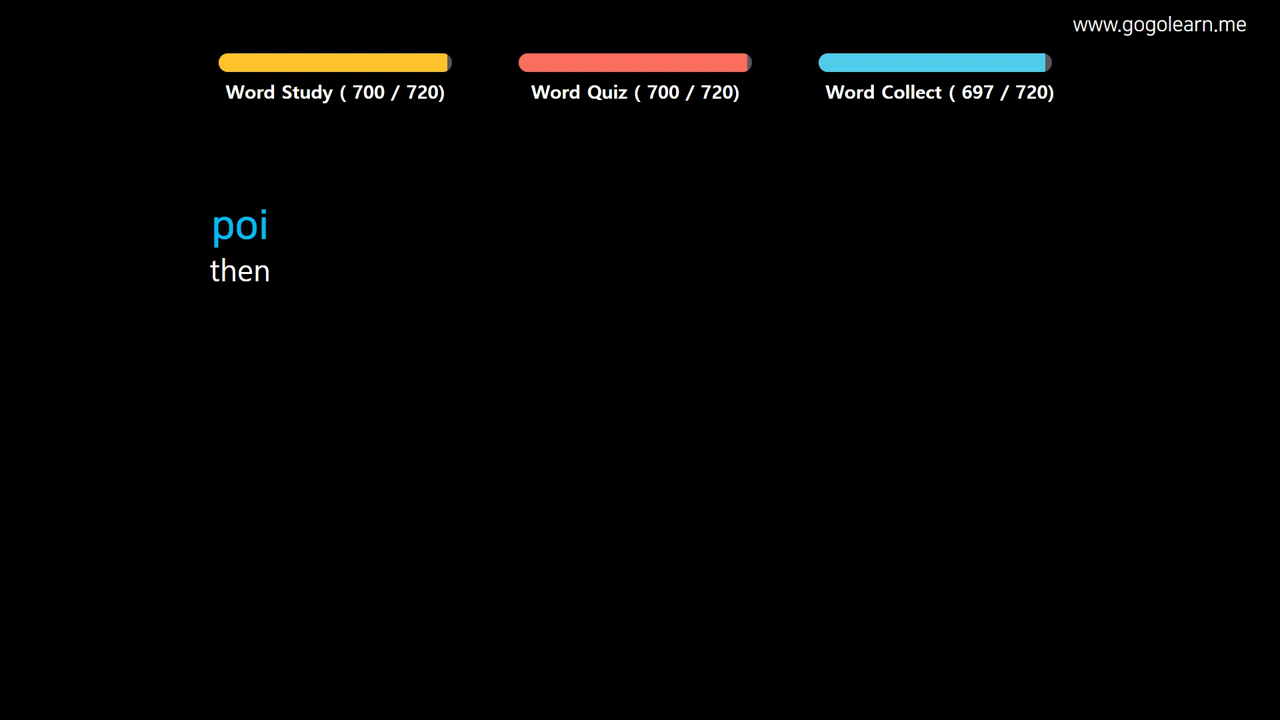 www.gogolearn.me
Word Study ( 700 / 720)
Word Quiz ( 700 / 720)
Word Collect ( 697 / 720)
poi
then